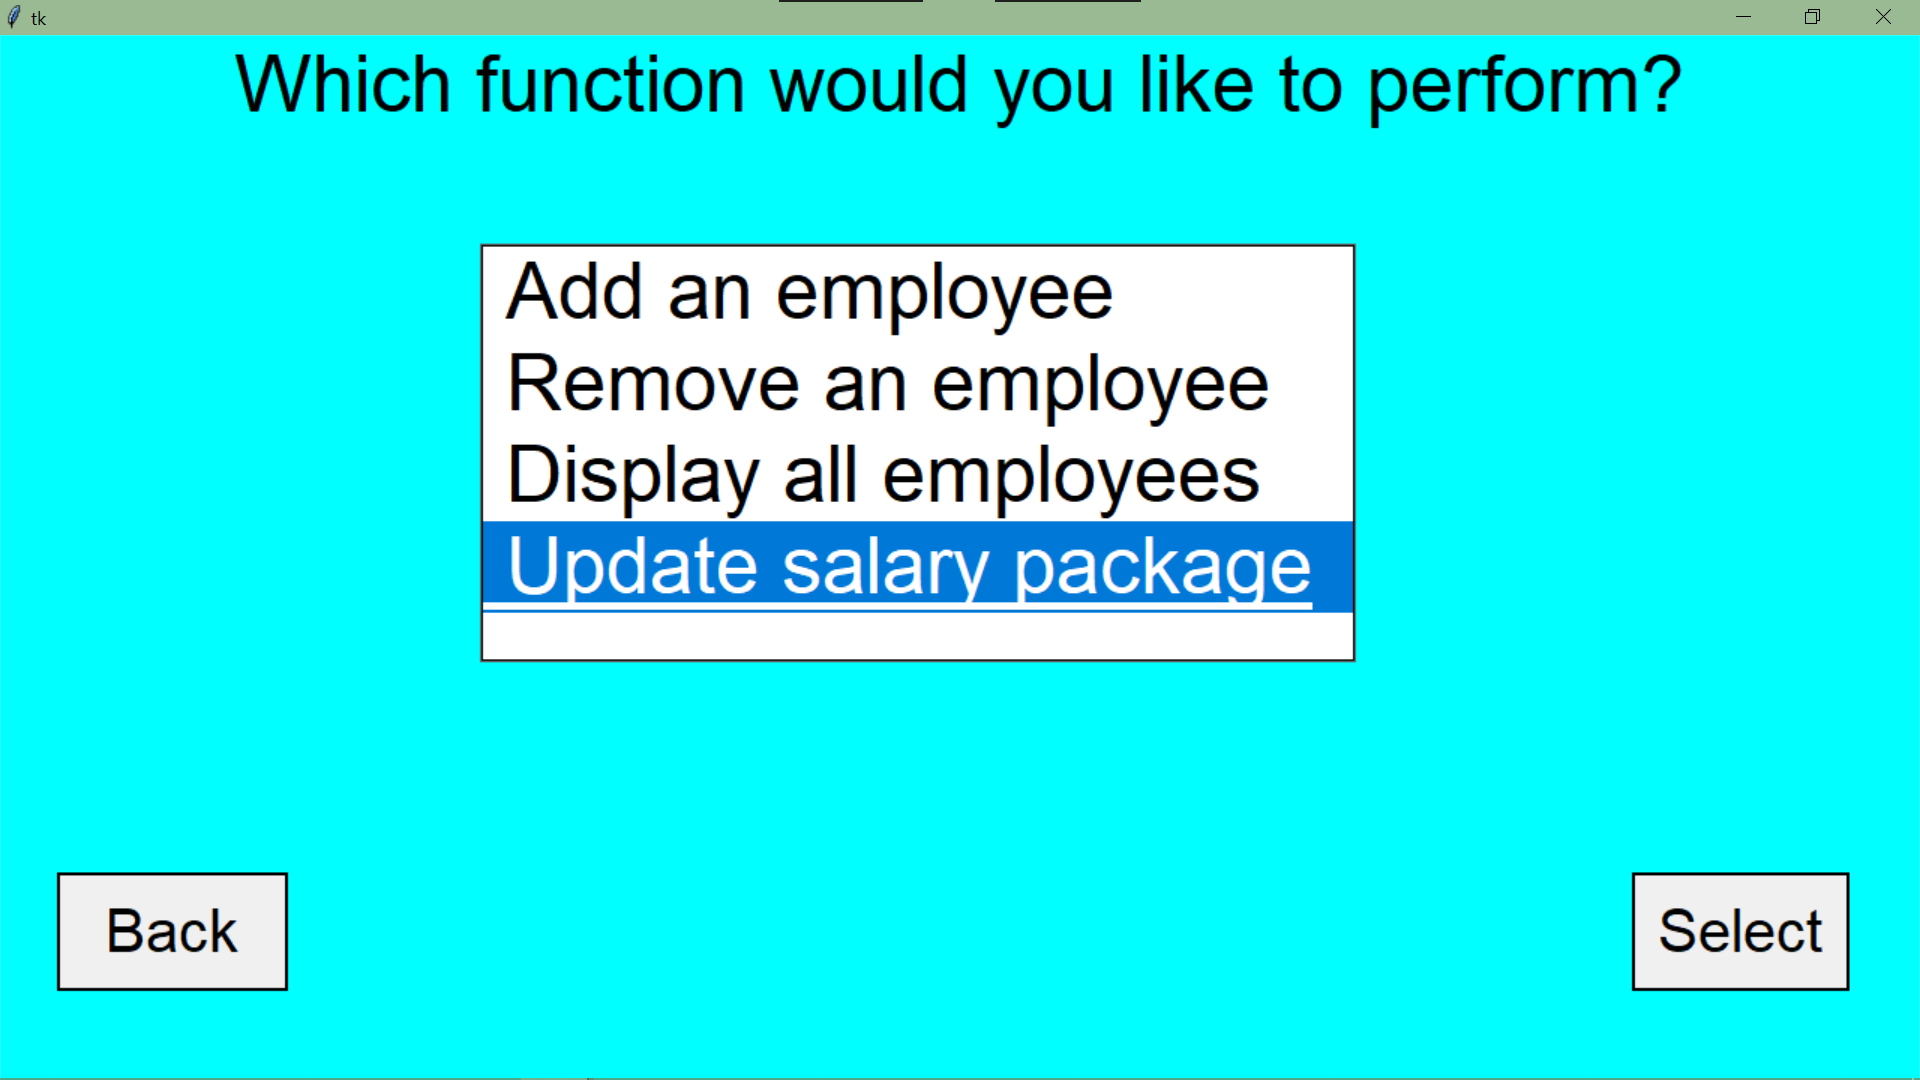 tk
Which function would you like to perform?
Add an employee
Remove an employee
Display all employees
Update salary package
Back
Select